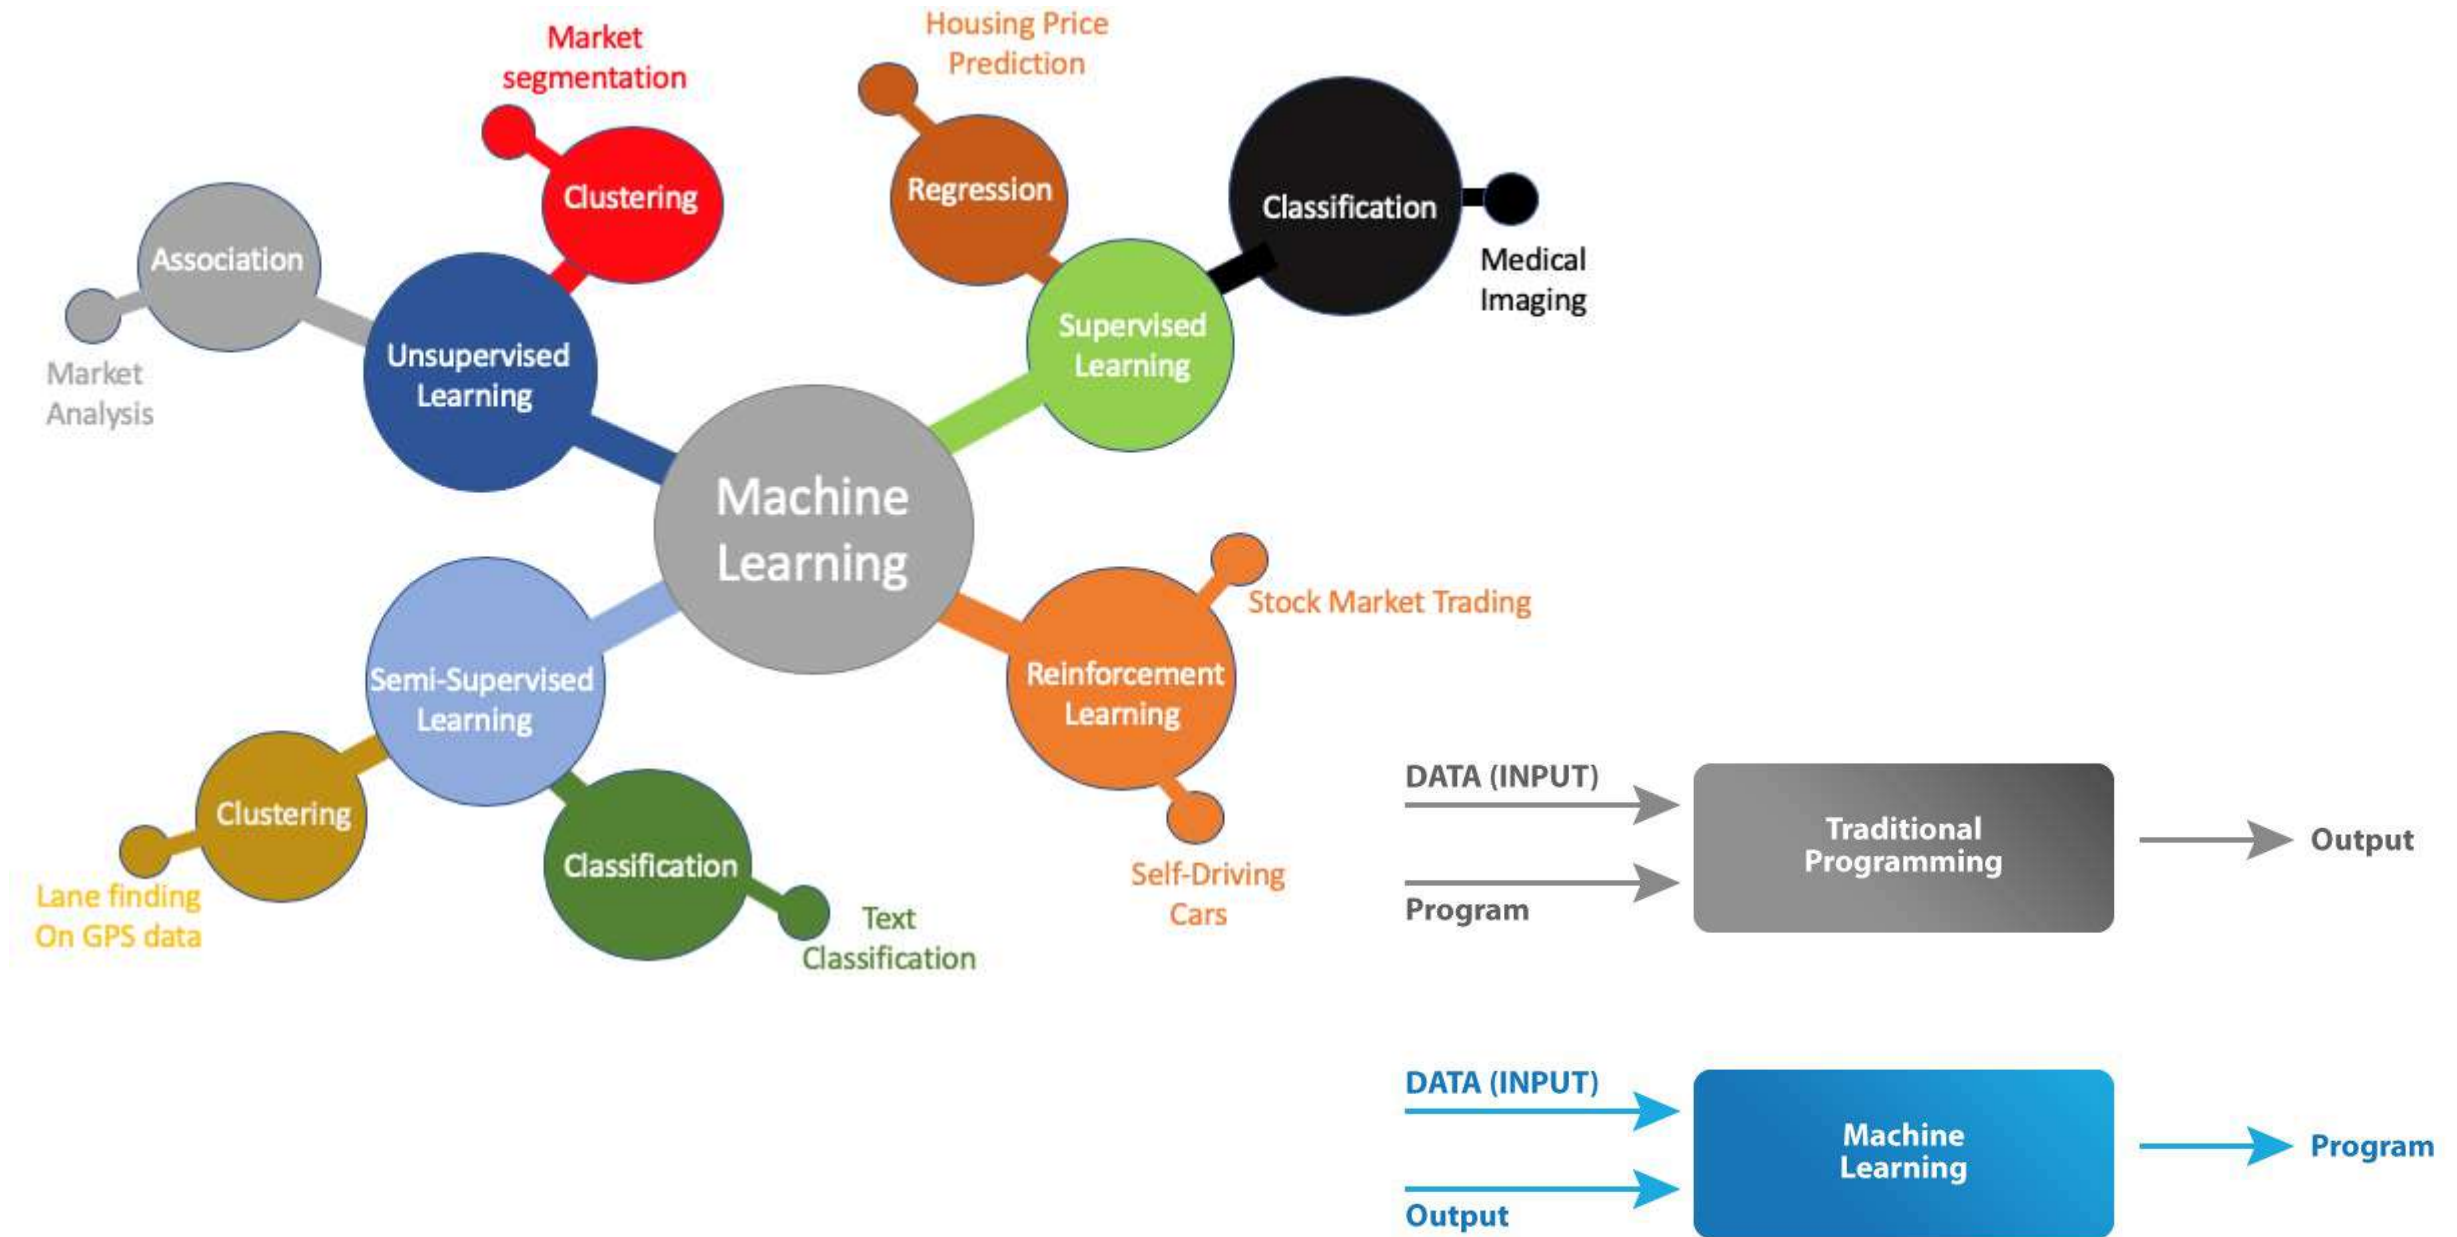 Market
segmentation
Clustering
Association
Market
Analysis
Unsupervised
Learning
Housing Price
Prediction
Regression
Classification
Medical
Imaging
Supervised
Learning
Machine
Learning
Semi-Supervised
Learning
Clustering
Lane finding
On GPS data
Classification
Text
Classification
Stock Market Trading
Reinforcement
Learning
Self-Driving
Cars
DATA (INPUT)
Program
Traditional
Programming
Output
DATA (INPUT)
Output
Machine
Learning
Program